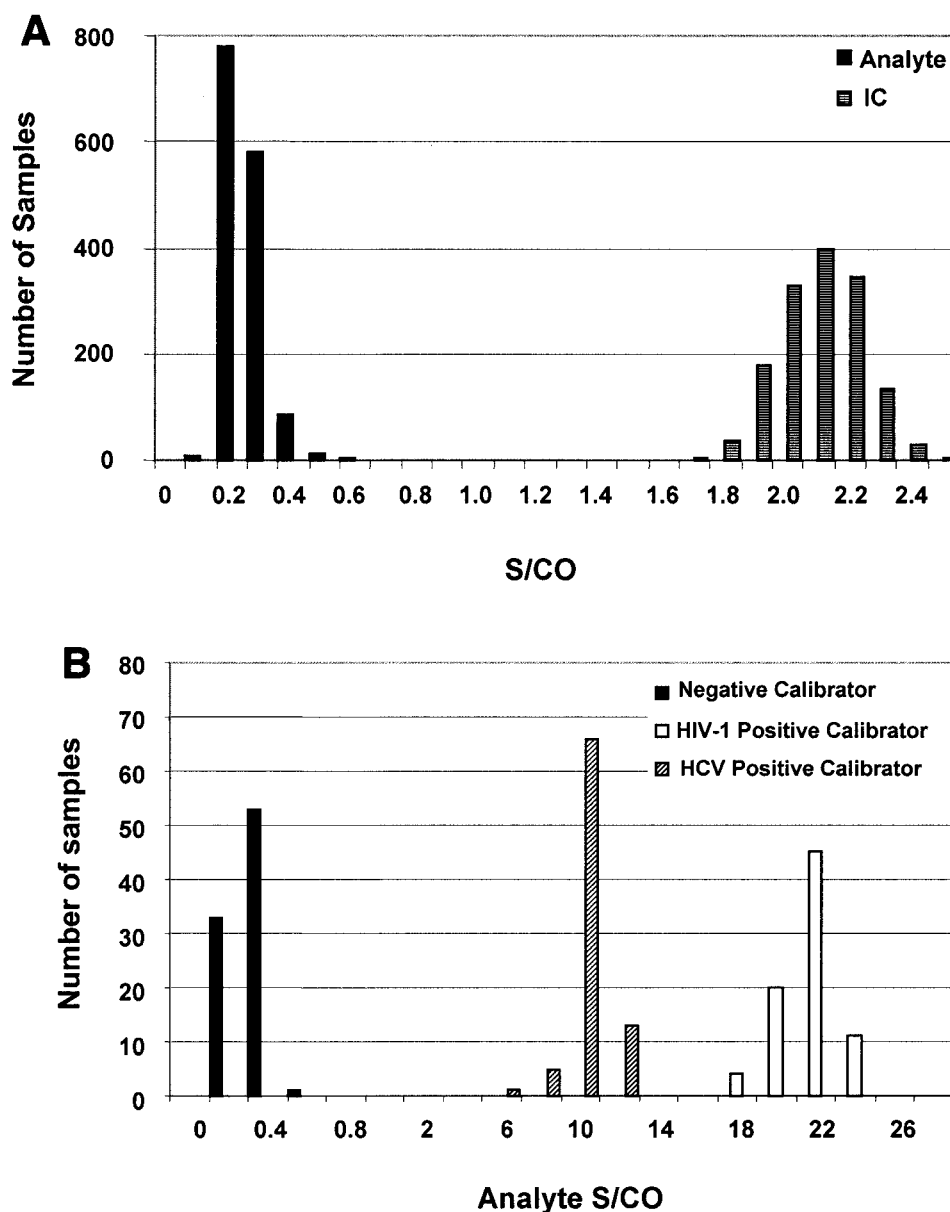 A
800
600
400
200
0
Number of Samples
Analyte
IC
0 0.2 0.4 0.6 0.8 1.0 1.2 1.4 1.6 1.8 2.0 2.2 2.4
S/CO
B
80
70
60
50
40
30
20
10
0
Number of samples
Negative Calibrator
HIV-1 Positive Calibrator
HCV Positive Calibrator
0 0.4 0.8 2 6 10 14 18 22 26
Analyte S/CO